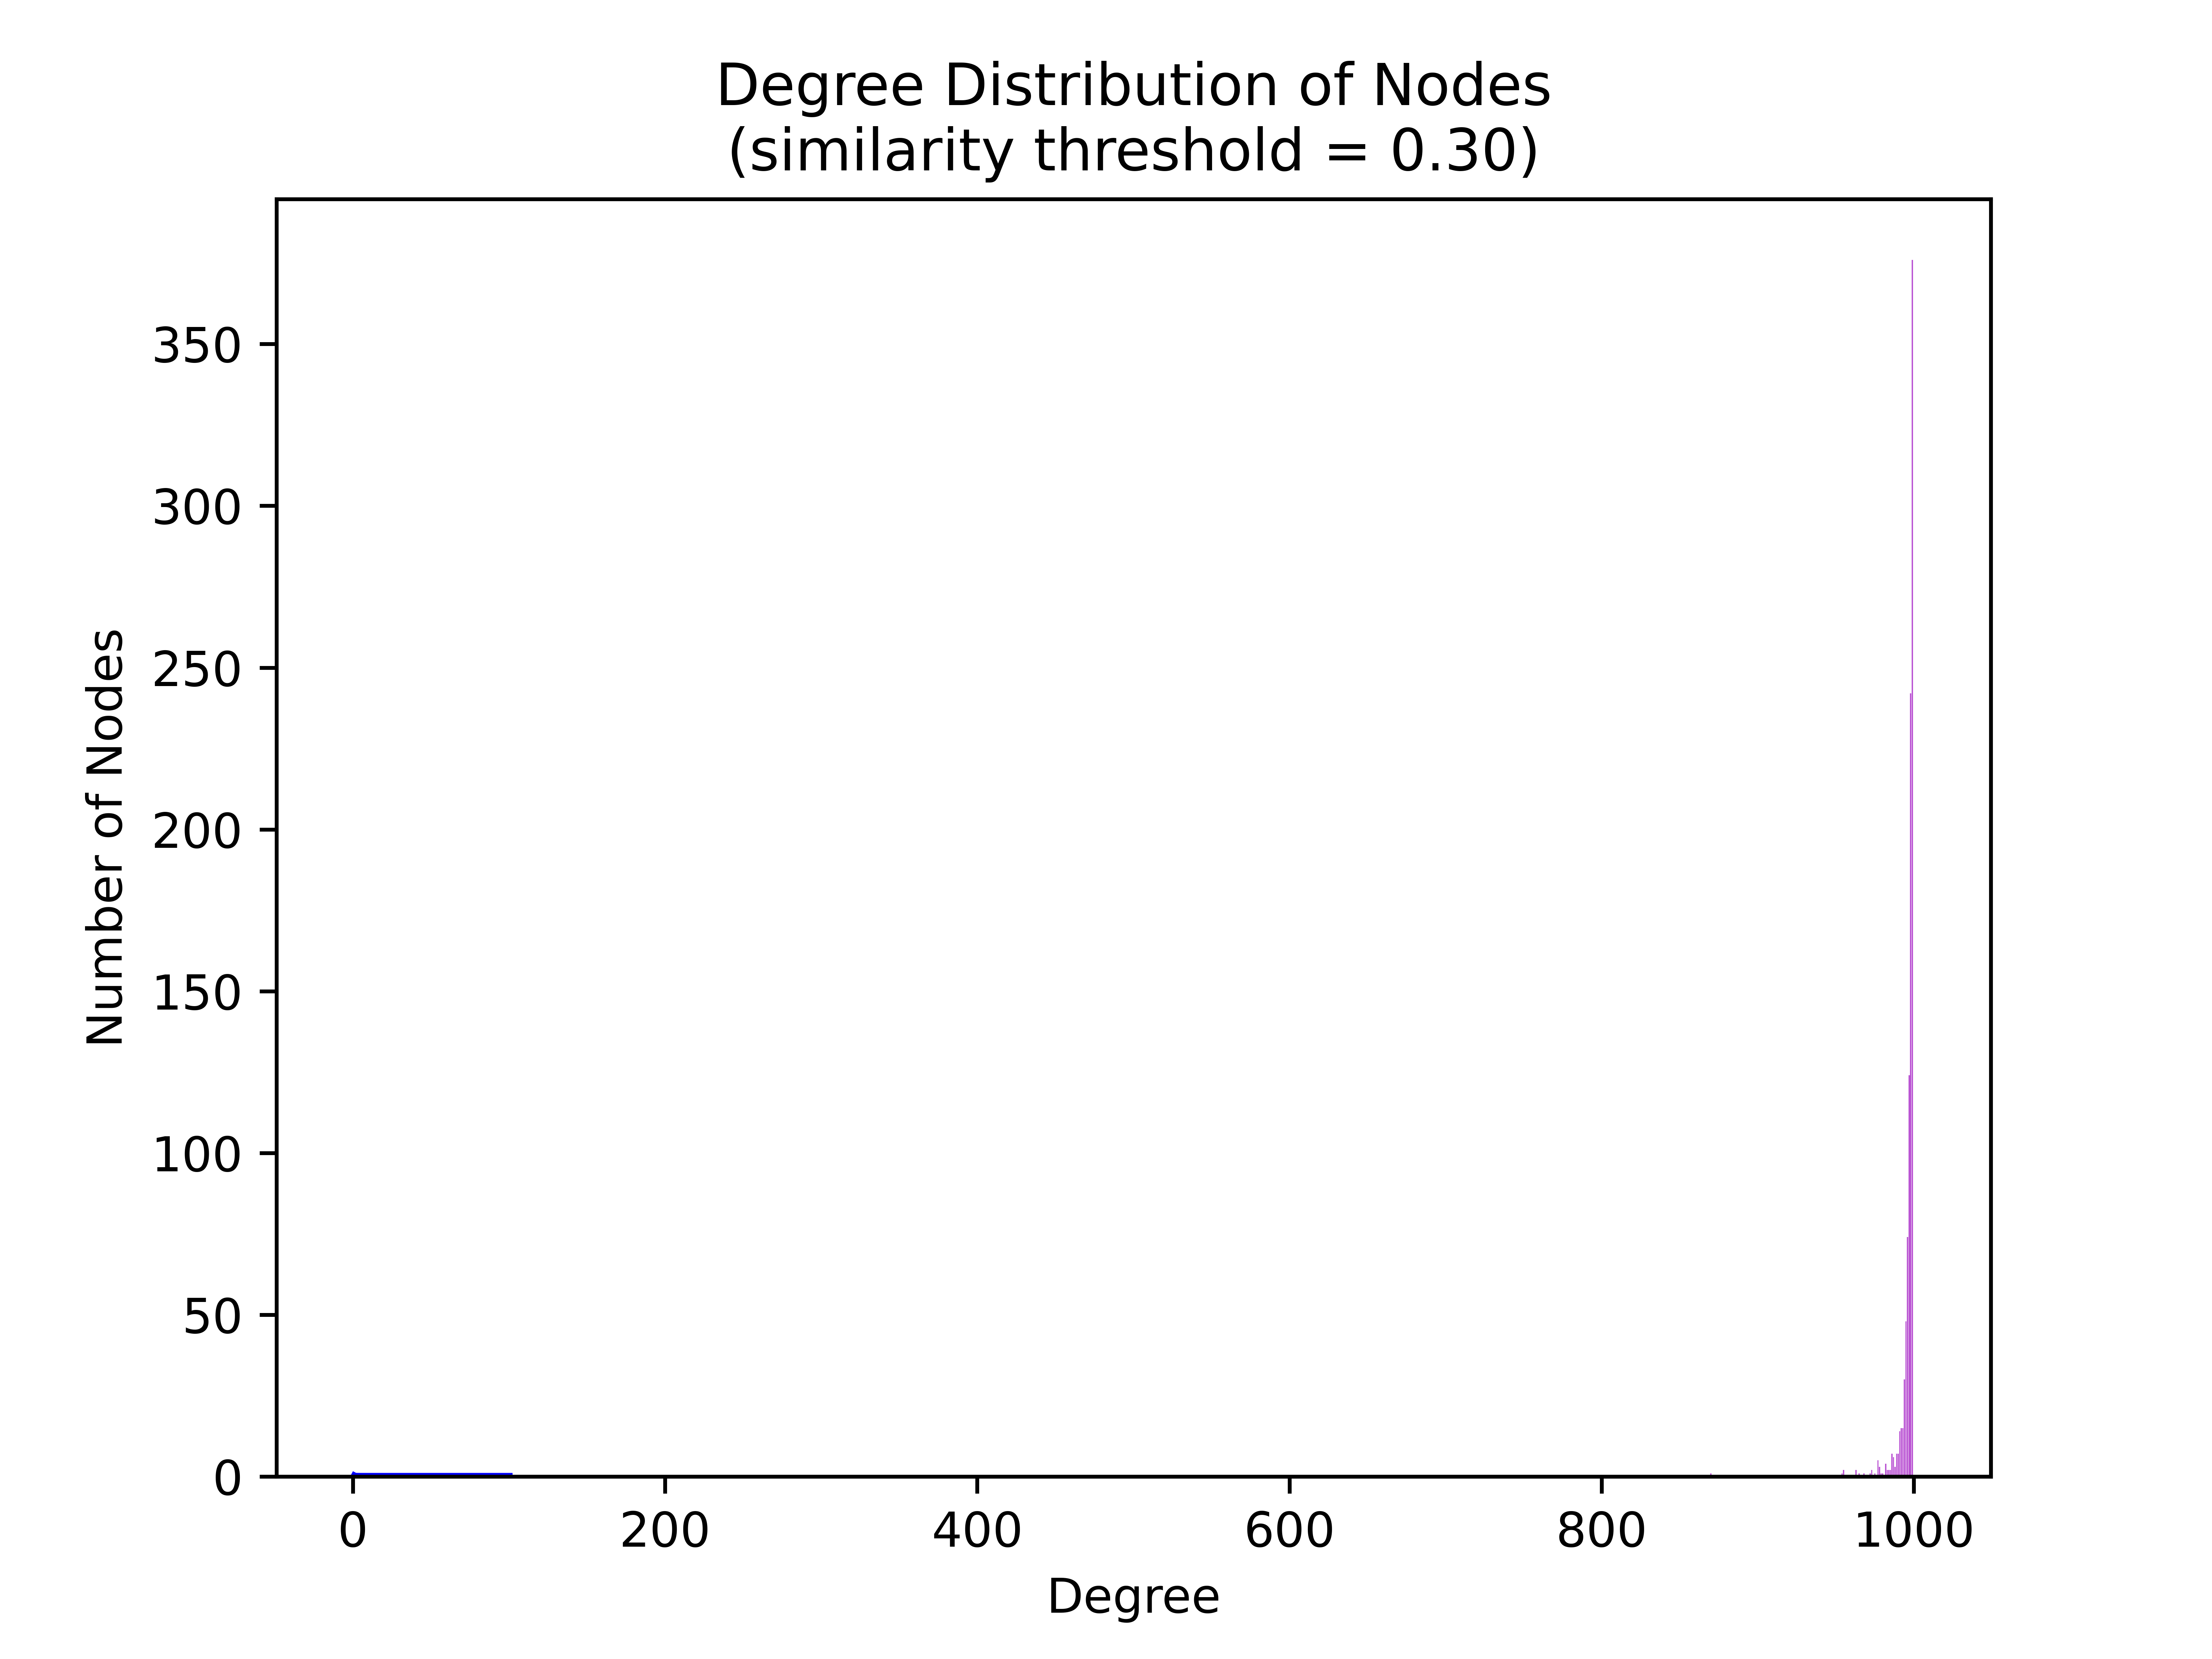 Degree Distribution of Nodes
(similarity threshold = 0.30)
Number of Nodes
350
300
250
200
150
100
50
0
0 200 400 600 800 1000
Degree